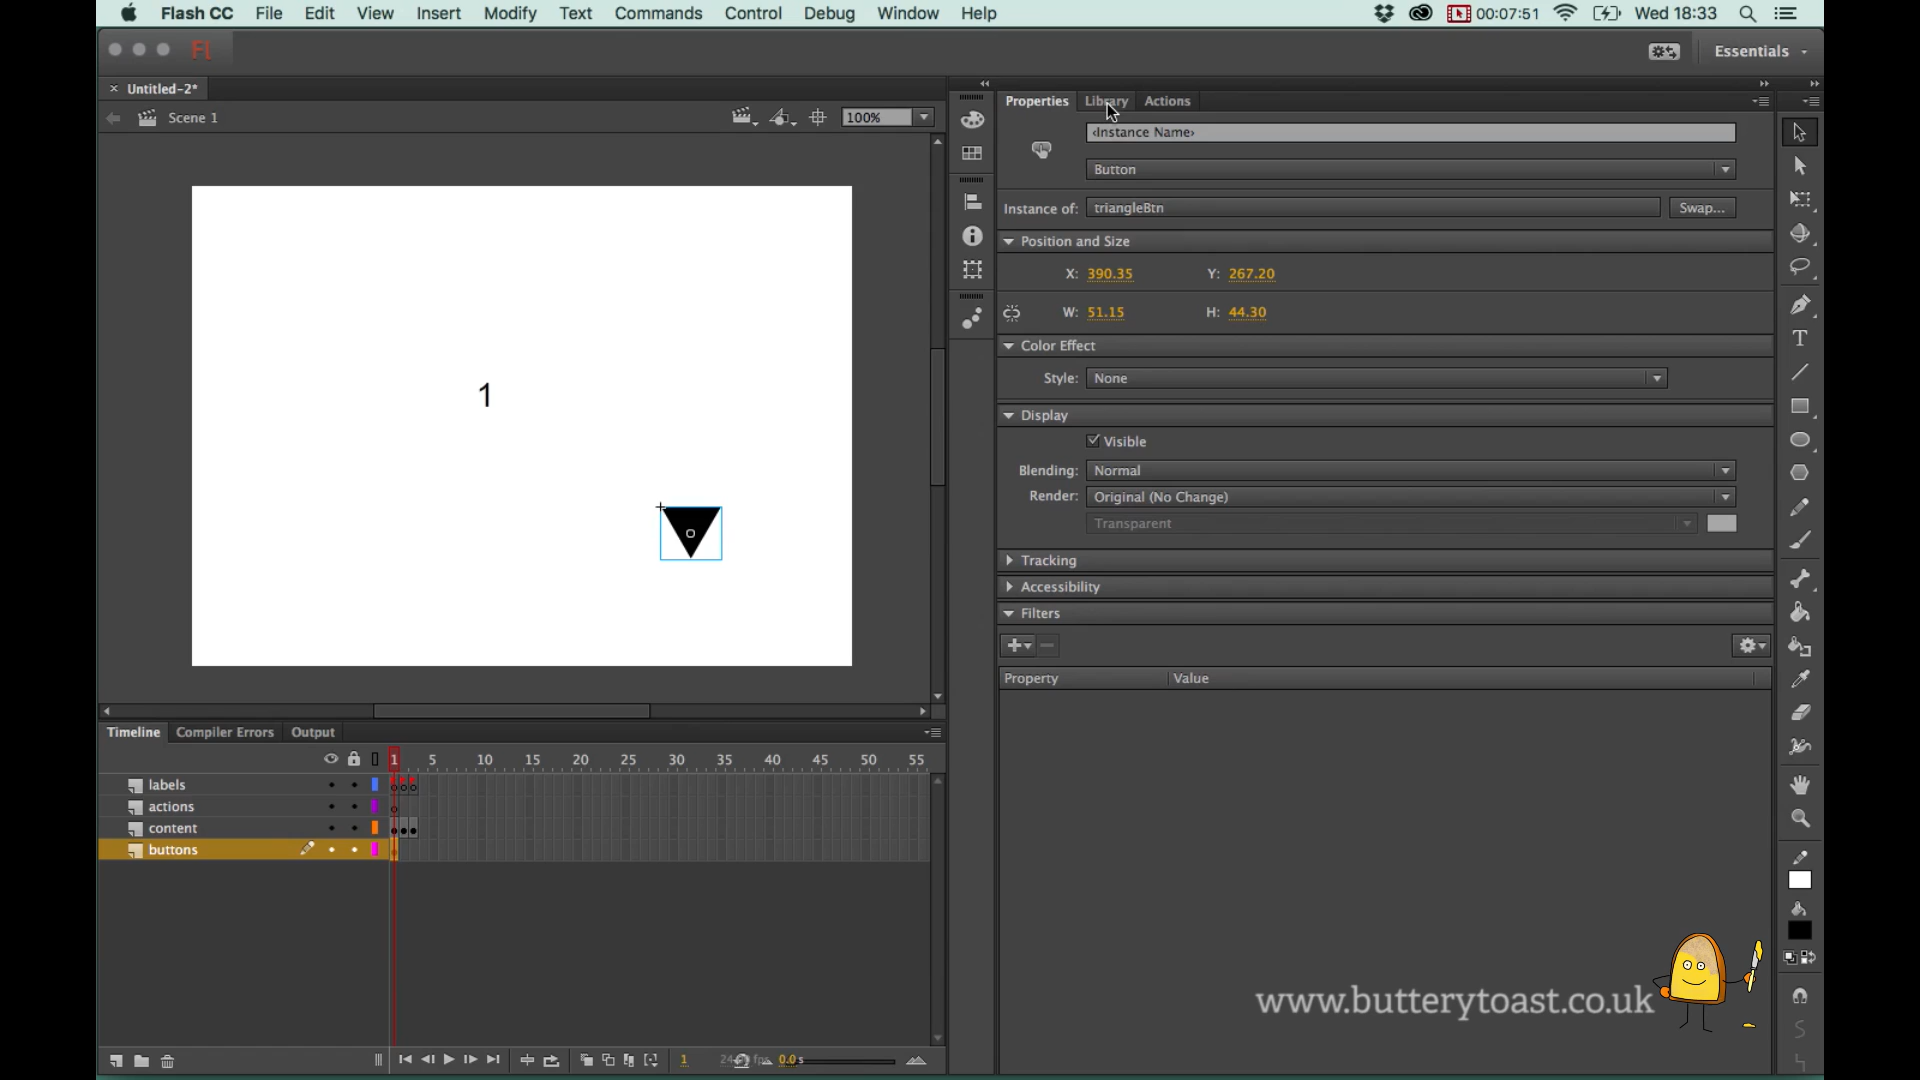 Flash CC File Edit View Insert Modify Text Commands Control Debug Window Help 00:07:51 Wed 18:33
Fl Essentials
× Untitled-2*
Scene 1 100%
1
Properties Library Actions
‹Instance Name›
Button
Instance of: triangleBtn Swap...
Position and Size
X: 390.35 Y: 267.20
W: 51.15 H: 44.30
Color Effect
Style: None
Display
Visible
Blending: Normal
Render: Original (No Change)
Transparent
Tracking
Accessibility
Filters
Property Value
Timeline Compiler Errors Output
1 5 10 15 20 25 30 35 40 45 50 55
labels
actions
content
buttons
1 0.0s
www.butterytoast.co.uk